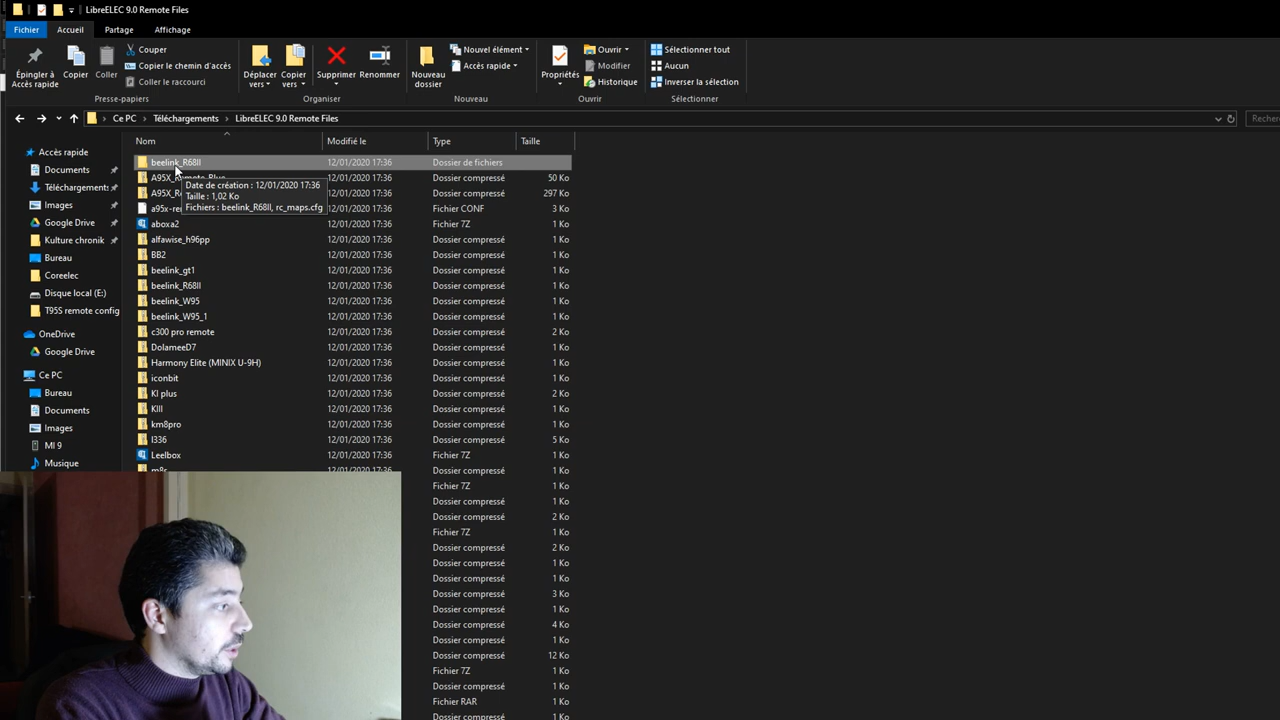 LibreELEC 9.0 Remote Files
Fichier Accueil Partage Affichage
Épingler à Accès rapide
Copier
Coller
Couper
Copier le chemin d'accès
Coller le raccourci
Déplacer vers
Copier vers
Supprimer
Renommer
Nouveau dossier
Nouvel élément
Accès rapide
Propriétés
Ouvrir
Modifier
Historique
Sélectionner tout
Aucun
Inverser la sélection
Presse-papiers Organiser Nouveau Ouvrir Sélectionner
Ce PC Téléchargements LibreELEC 9.0 Remote Files
Nom Modifié le Type Taille
Accès rapide
Documents
Téléchargements
Images
Google Drive
Kulture chronik
Bureau
Coreelec
Disque local (E:)
T95S remote config
OneDrive
Google Drive
Ce PC
Bureau
Documents
Images
MI 9
Musique
beelink_R68II 12/01/2020 17:36 Dossier de fichiers
A95X_Remote_Blue 12/01/2020 17:36 Dossier compressé 50 Ko
12/01/2020 17:36 Dossier compressé 297 Ko
12/01/2020 17:36 Fichier CONF 3 Ko
Date de création : 12/01/2020 17:36
Taille : 1,02 Ko
Fichiers : beelink_R68II, rc_maps.cfg
aboxa2 12/01/2020 17:36 Fichier 7Z 1 Ko
alfawise_h96pp 12/01/2020 17:36 Dossier compressé 1 Ko
BB2 12/01/2020 17:36 Dossier compressé 1 Ko
beelink_gt1 12/01/2020 17:36 Dossier compressé 1 Ko
beelink_R68II 12/01/2020 17:36 Dossier compressé 1 Ko
beelink_W95 12/01/2020 17:36 Dossier compressé 1 Ko
beelink_W95_1 12/01/2020 17:36 Dossier compressé 1 Ko
c300 pro remote 12/01/2020 17:36 Dossier compressé 2 Ko
DolameeD7 12/01/2020 17:36 Dossier compressé 1 Ko
Harmony Elite (MINIX U-9H) 12/01/2020 17:36 Dossier compressé 1 Ko
iconbit 12/01/2020 17:36 Dossier compressé 1 Ko
KI plus 12/01/2020 17:36 Dossier compressé 2 Ko
KIII 12/01/2020 17:36 Dossier compressé 1 Ko
km8pro 12/01/2020 17:36 Dossier compressé 1 Ko
12/01/2020 17:36 Dossier compressé 5 Ko
Leelbox 12/01/2020 17:36 Fichier 7Z 1 Ko
12/01/2020 17:36 Dossier compressé 1 Ko
Fichier 7Z 1 Ko
Dossier compressé 1 Ko
Dossier compressé 2 Ko
Fichier 7Z 1 Ko
Dossier compressé 2 Ko
Dossier compressé 1 Ko
Dossier compressé 1 Ko
Dossier compressé 3 Ko
Dossier compressé 1 Ko
Dossier compressé 4 Ko
Dossier compressé 1 Ko
Dossier compressé 12 Ko
Fichier 7Z 1 Ko
Dossier compressé 1 Ko
Fichier RAR 1 Ko
Dossier compressé 1 Ko